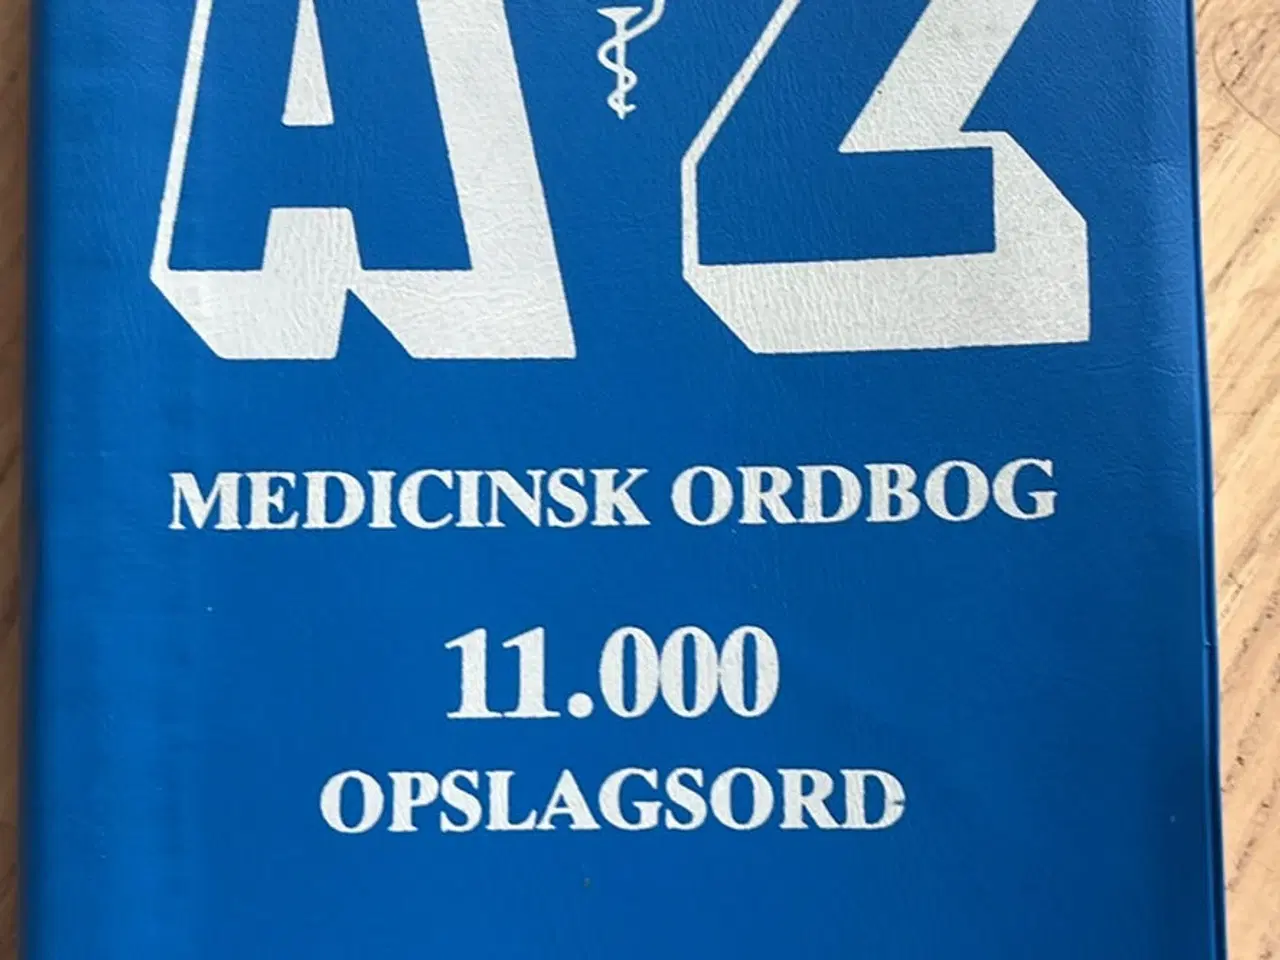 A Z
MEDICINSK ORDBOG
11.000
OPSLAGSORD